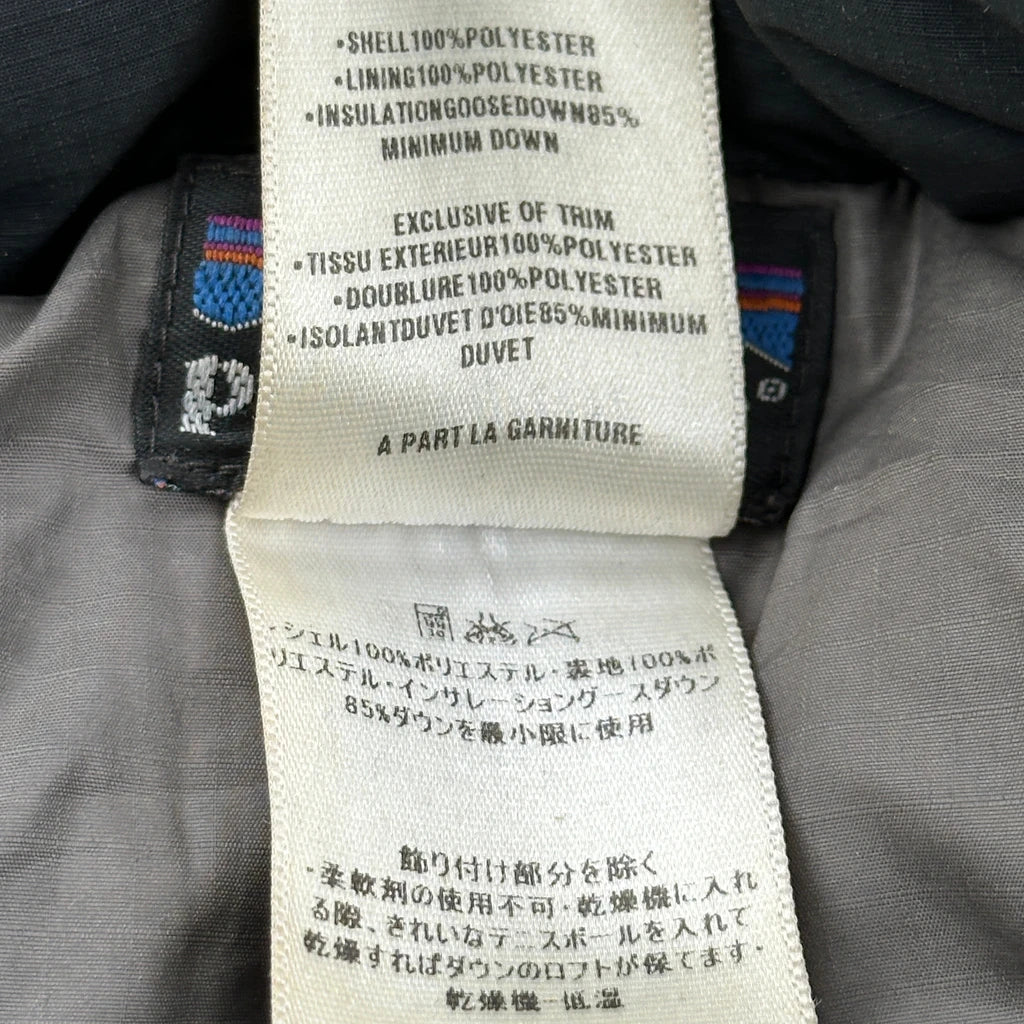 •SHELL100%POLYESTER
•LINING100%POLYESTER
•INSULATIONGOOSEDOWN85%
MINIMUM DOWN
EXCLUSIVE OF TRIM
•TISSU EXTERIEUR100%POLYESTER
•DOUBLURE100%POLYESTER
•ISOLANTDUVET D'OIE85%MINIMUM
DUVET
A PART LA GARNITURE
p
・シェル100%ポリエステル・裏地100%ポ
リエステル・インサレーショングースダウン
85%ダウンを最小限に使用
飾り付け部分を除く
・柔軟剤の使用不可・乾燥機に入れ
る際、きれいなテニスボールを入れて
乾燥すればダウンのロフトが保てます・
乾燥機-低温